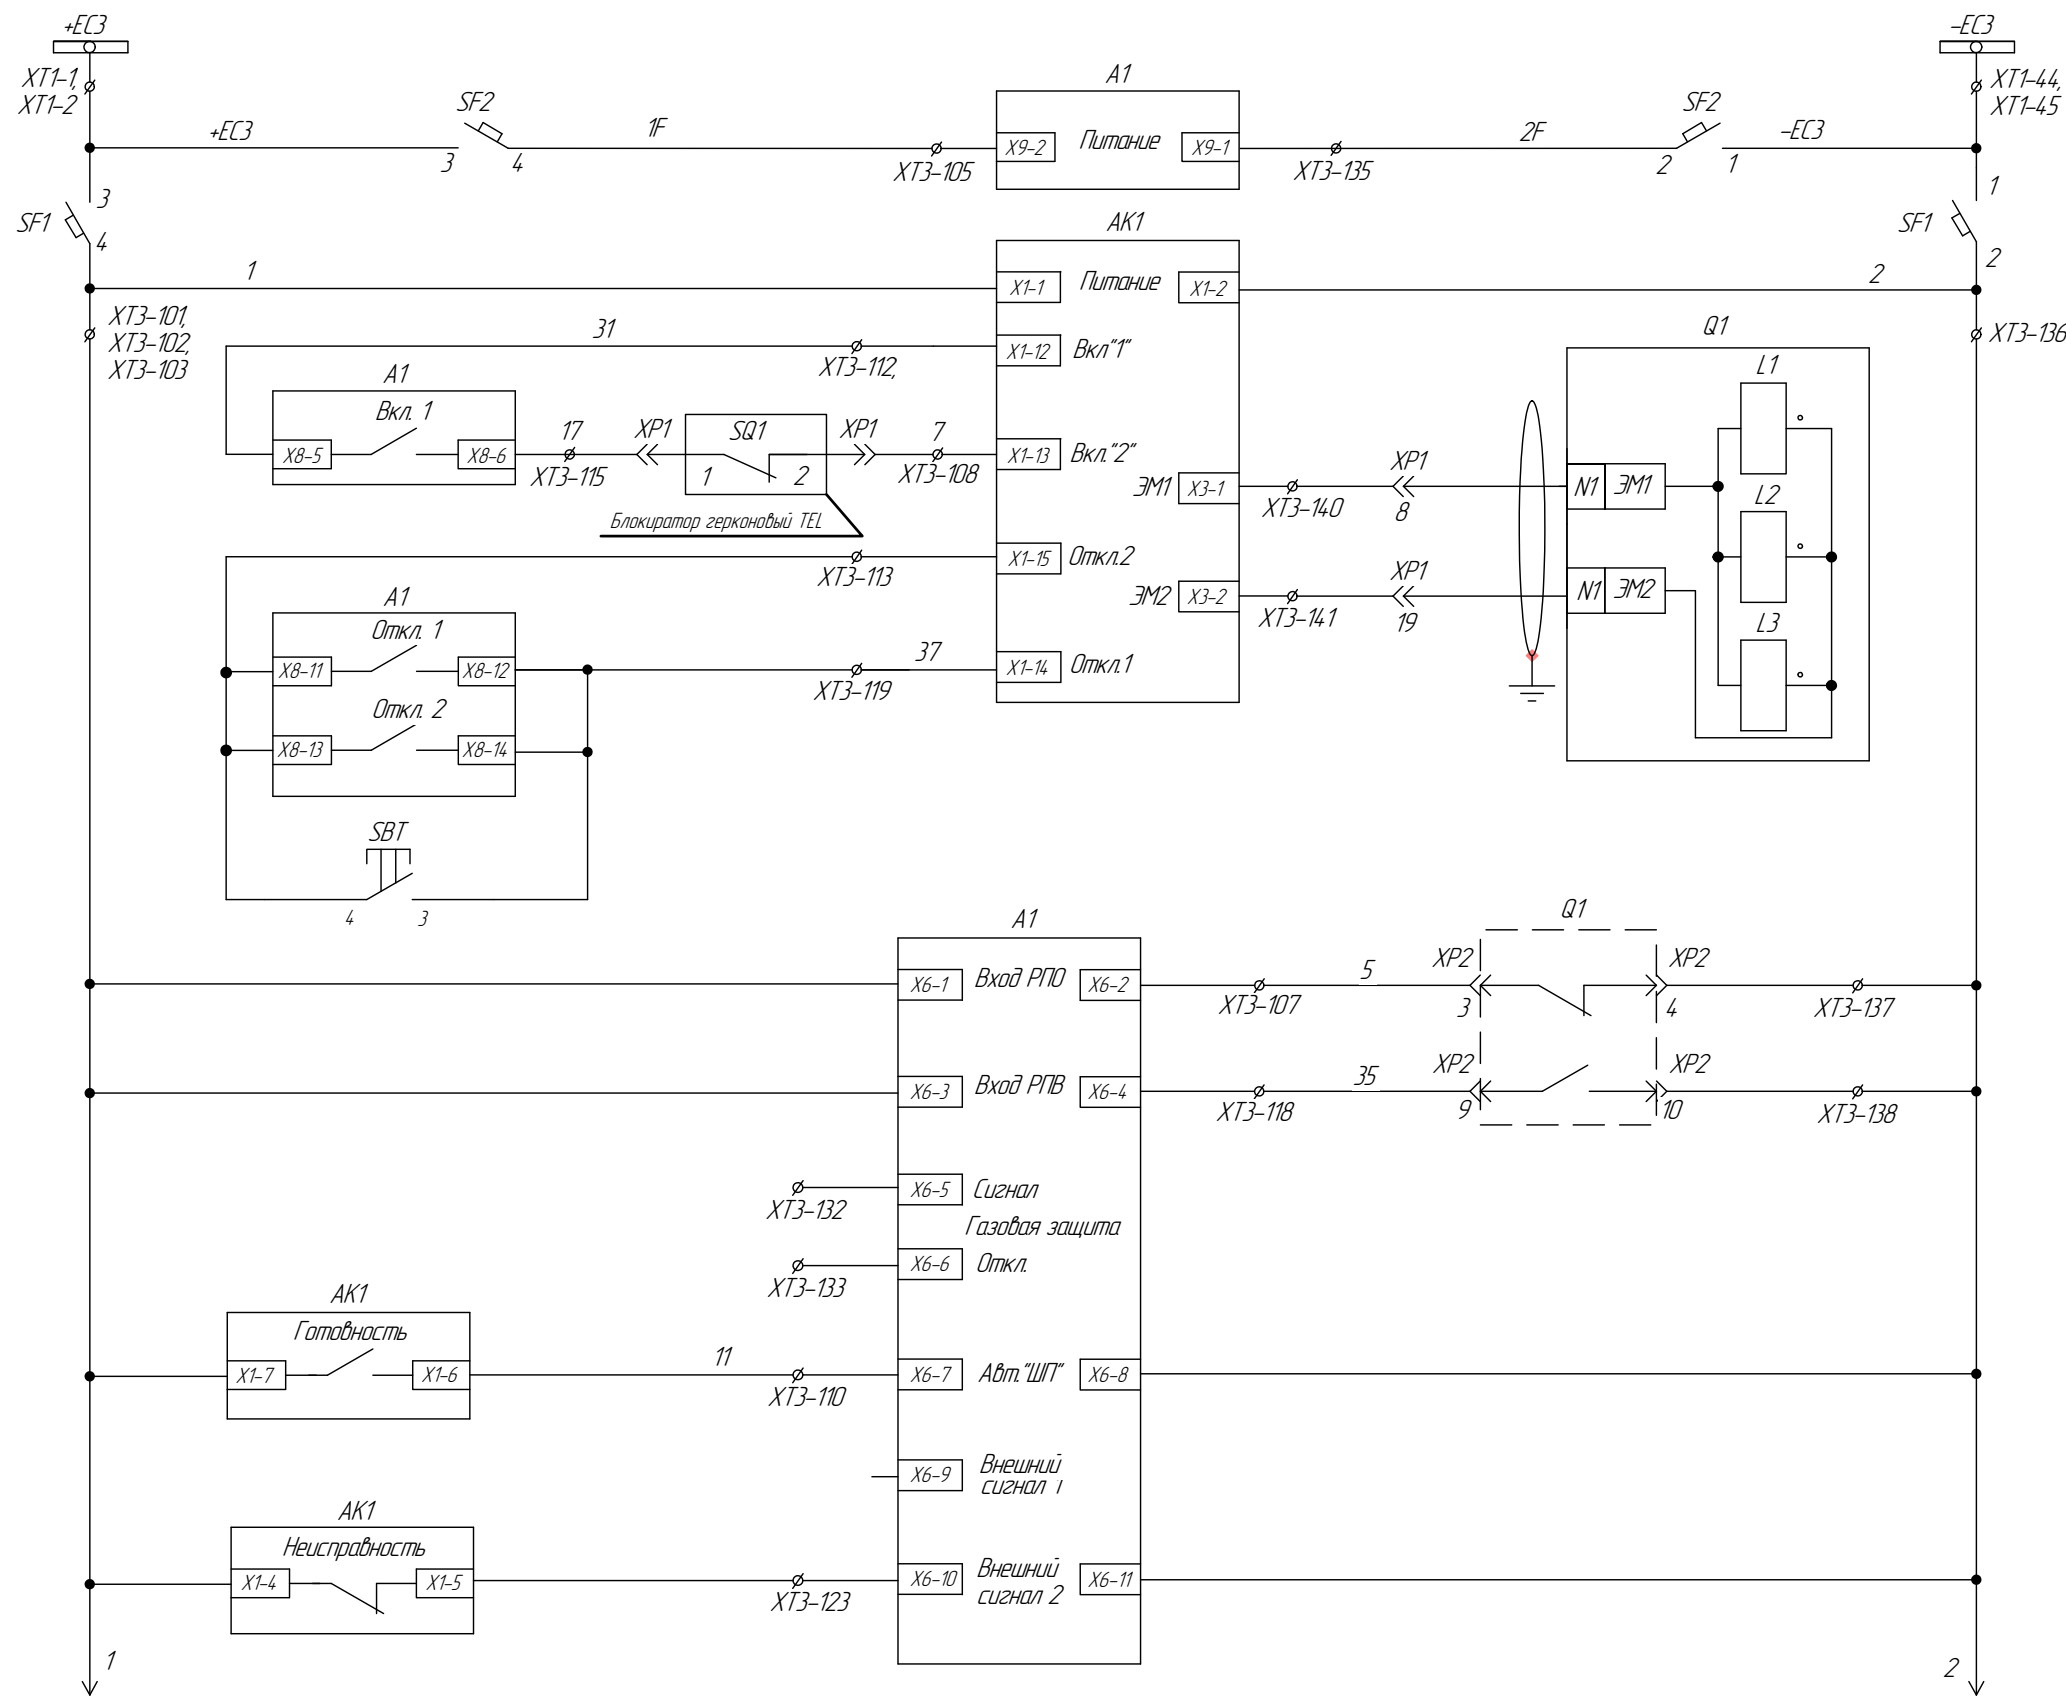 +ЕС3
-ЕС3
XT1-1,
XT1-2
XT1-44,
XT1-45
A1
+ЕС3
SF2
3
4
1F
XT3-105
X9-2
Питание
X9-1
XT3-135
2F
SF2
2
1
-ЕС3
3
SF1
4
1
SF1
2
АК1
1
X1-1
Питание
X1-2
2
XT3-101,
XT3-102,
XT3-103
XT3-136
31
XT3-112,
X1-12
Вкл"1"
Q1
L1
A1
Вкл. 1
X8-5
X8-6
17
XT3-115
XP1
SQ1
1
2
XP1
7
XT3-108
X1-13
Вкл."2"
Блокиратор герконовый TEL
ЭМ1
X3-1
XT3-140
XP1
8
N1
ЭМ1
L2
XT3-113
X1-15
Откл.2
ЭМ2
X3-2
XT3-141
XP1
19
N1
ЭМ2
L3
A1
Откл. 1
X8-11
X8-12
37
XT3-119
X1-14
Откл.1
Откл. 2
X8-13
X8-14
SBT
4
3
A1
Q1
X6-1
Вход РПО
X6-2
XT3-107
5
XP2
3
XP2
4
XT3-137
X6-3
Вход РПВ
X6-4
XT3-118
35
XP2
9
XP2
10
XT3-138
XT3-132
X6-5
Сигнал
Газовая защита
XT3-133
X6-6
Откл.
АК1
Готовность
X1-7
X1-6
11
XT3-110
X6-7
Авт."ШП"
X6-8
X6-9
Внешний
сигнал 1
АК1
Неисправность
X1-4
X1-5
XT3-123
X6-10
Внешний
сигнал 2
X6-11
1
2